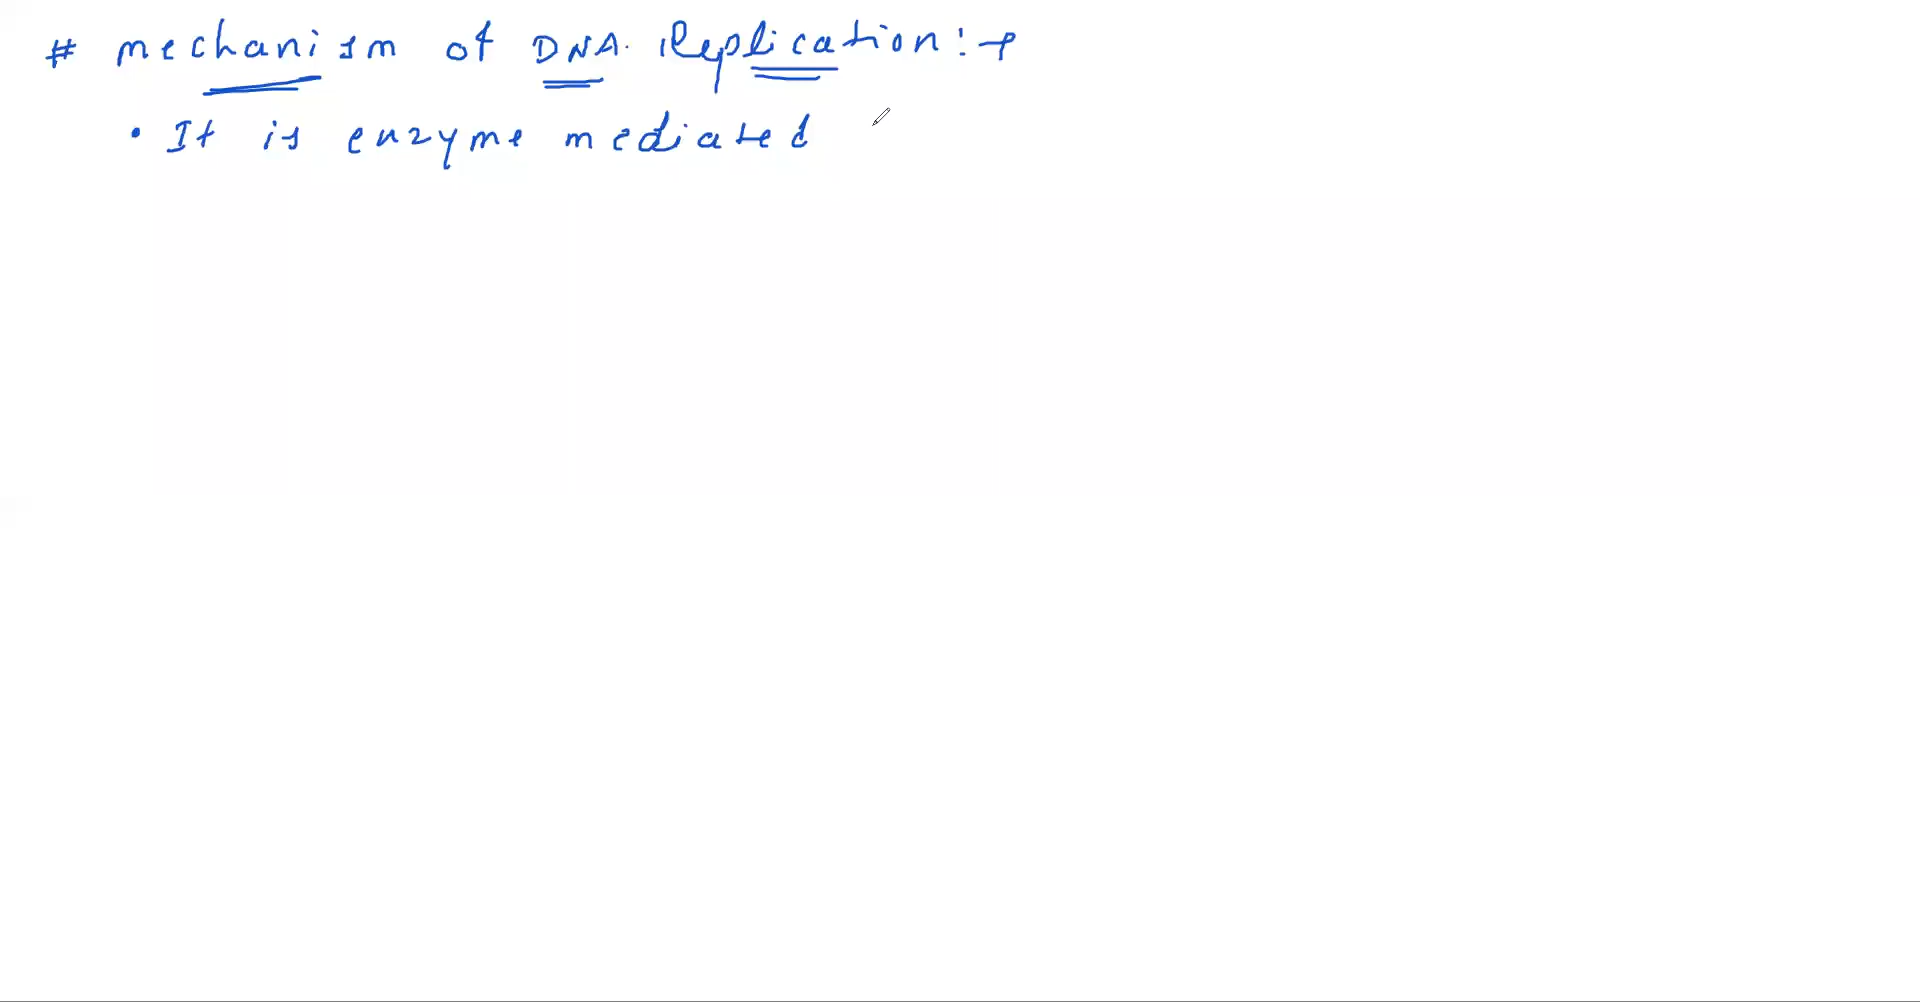 # mechanism of DNA Replication:→
• It is enzyme mediated